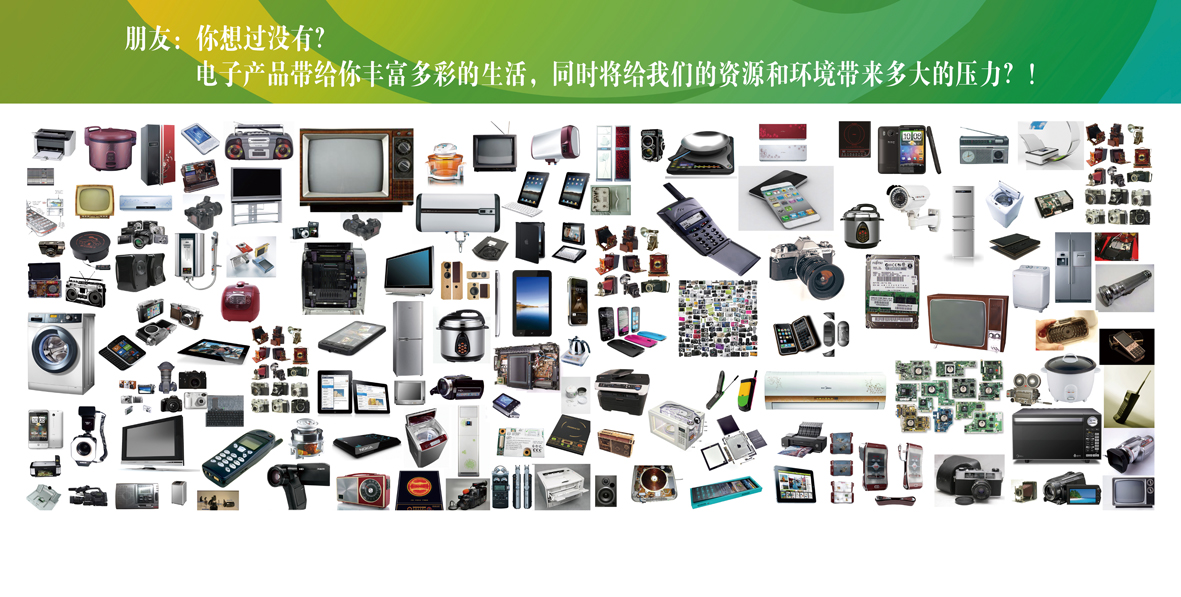 朋友：你想过没有？
电子产品带给你丰富多彩的生活，同时将给我们的资源和环境带来多大的压力？！